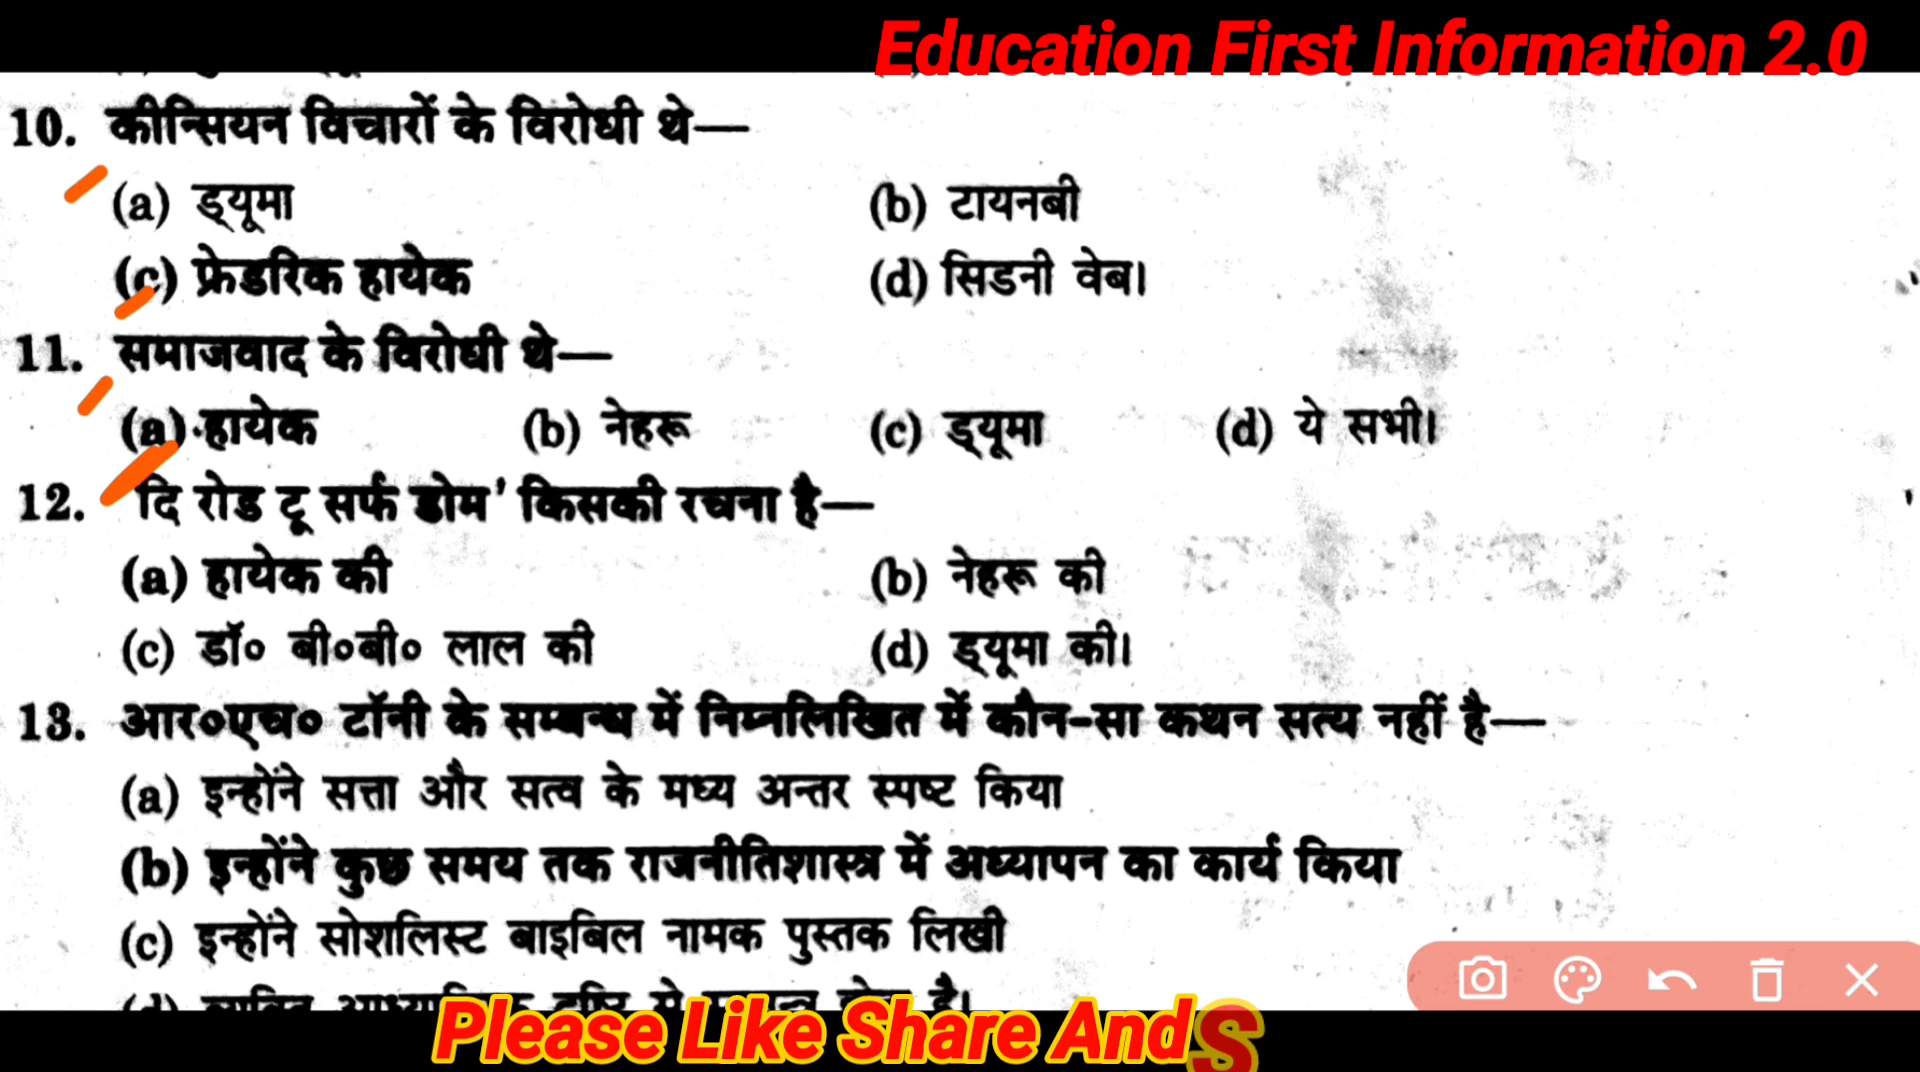 Education First Information 2.0
10. कीन्सियन विचारों के विरोधी थे—
(a) ड्यूमा (b) टायनबी
(c) फ्रेडरिक हायेक (d) सिडनी वेब।
11. समाजवाद के विरोधी थे—
(a) हायेक (b) नेहरू (c) ड्यूमा (d) ये सभी।
12. 'दि रोड टू सर्फ डोम' किसकी रचना है—
(a) हायेक की (b) नेहरू की
(c) डॉ० बी०बी० लाल की (d) ड्यूमा की।
13. आर०एच० टॉनी के सम्बन्ध में निम्नलिखित में कौन-सा कथन सत्य नहीं है—
(a) इन्होंने सत्ता और सत्व के मध्य अन्तर स्पष्ट किया
(b) इन्होंने कुछ समय तक राजनीतिशास्त्र में अध्यापन का कार्य किया
(c) इन्होंने सोशलिस्ट बाइबिल नामक पुस्तक लिखी
(d) है।
Please Like Share And S